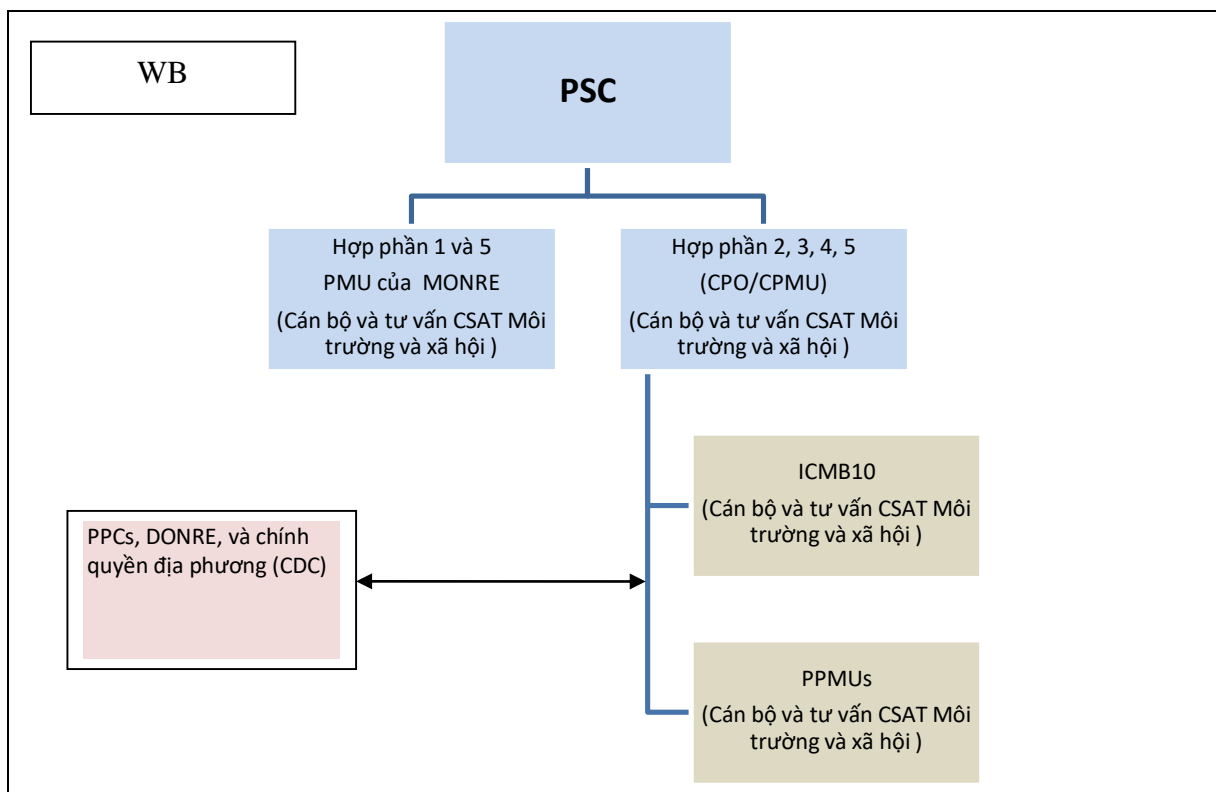 WB
PSC
Hợp phần 1 và 5
PMU của MONRE
(Cán bộ và tư vấn CSAT Môi
trường và xã hội )
Hợp phần 2, 3, 4, 5
(CPO/CPMU)
(Cán bộ và tư vấn CSAT Môi
trường và xã hội )
ICMB10
(Cán bộ và tư vấn CSAT Môi
trường và xã hội )
PPCs, DONRE, và chính
quyền địa phương (CDC)
PPMUs
(Cán bộ và tư vấn CSAT Môi
trường và xã hội )